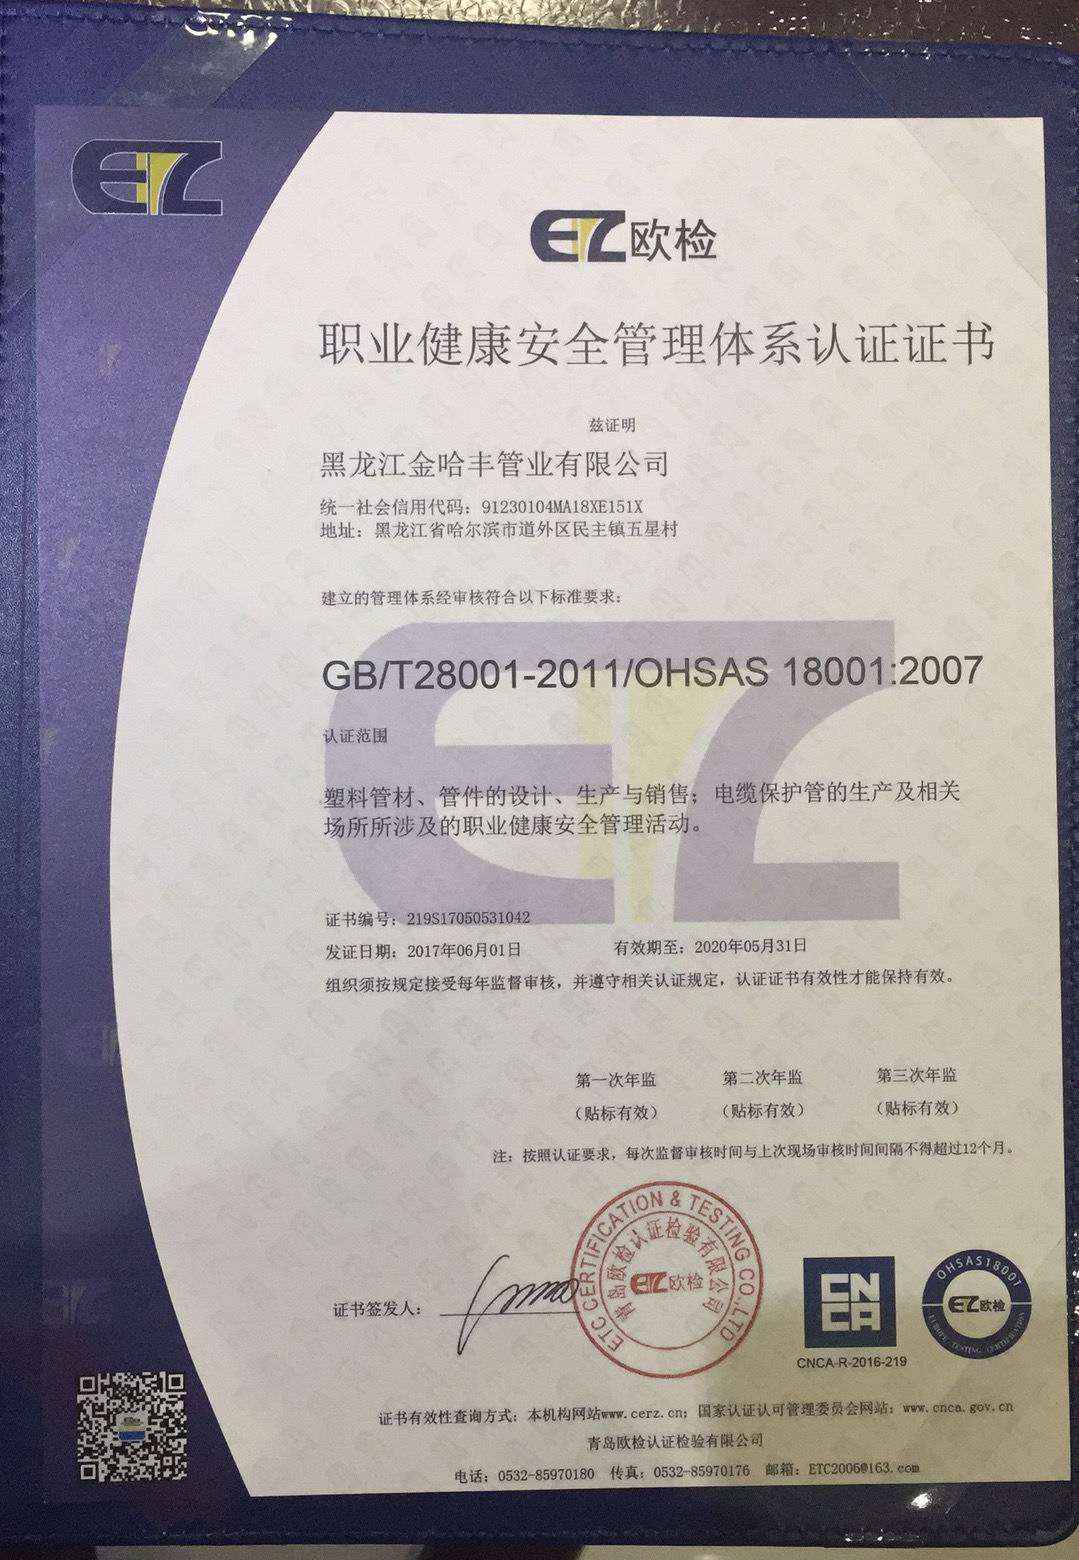 EZ
EZ欧检
职业健康安全管理体系认证证书
兹证明
黑龙江金哈丰管业有限公司
统一社会信用代码：91230104MA18XE151X
地址：黑龙江省哈尔滨市道外区民主镇五星村
建立的管理体系经审核符合以下标准要求：
GB/T28001-2011/OHSAS 18001:2007
认证范围
塑料管材、管件的设计、生产与销售；电缆保护管的生产及相关
场所所涉及的职业健康安全管理活动。
证书编号：219S17050531042
发证日期：2017年06月01日 有效期至：2020年05月31日
组织须按规定接受每年监督审核，并遵守相关认证规定，认证证书有效性才能保持有效。
第一次年监 第二次年监 第三次年监
（贴标有效） （贴标有效） （贴标有效）
注：按照认证要求，每次监督审核时间与上次现场审核时间间隔不得超过12个月。
证书签发人：
ETC CERTIFICATION & TESTING CO.,LTD
青岛欧检认证检验有限公司
EZ欧检
CNCA
CNCA-R-2016-219
OHSAS18001
EZ欧检
证书有效性查询方式：本机构网站www.cerz.cn；国家认证认可管理委员会网站：www.cnca.gov.cn
青岛欧检认证检验有限公司
电话：0532-85970180 传真：0532-85970176 邮箱：ETC2006@163.com